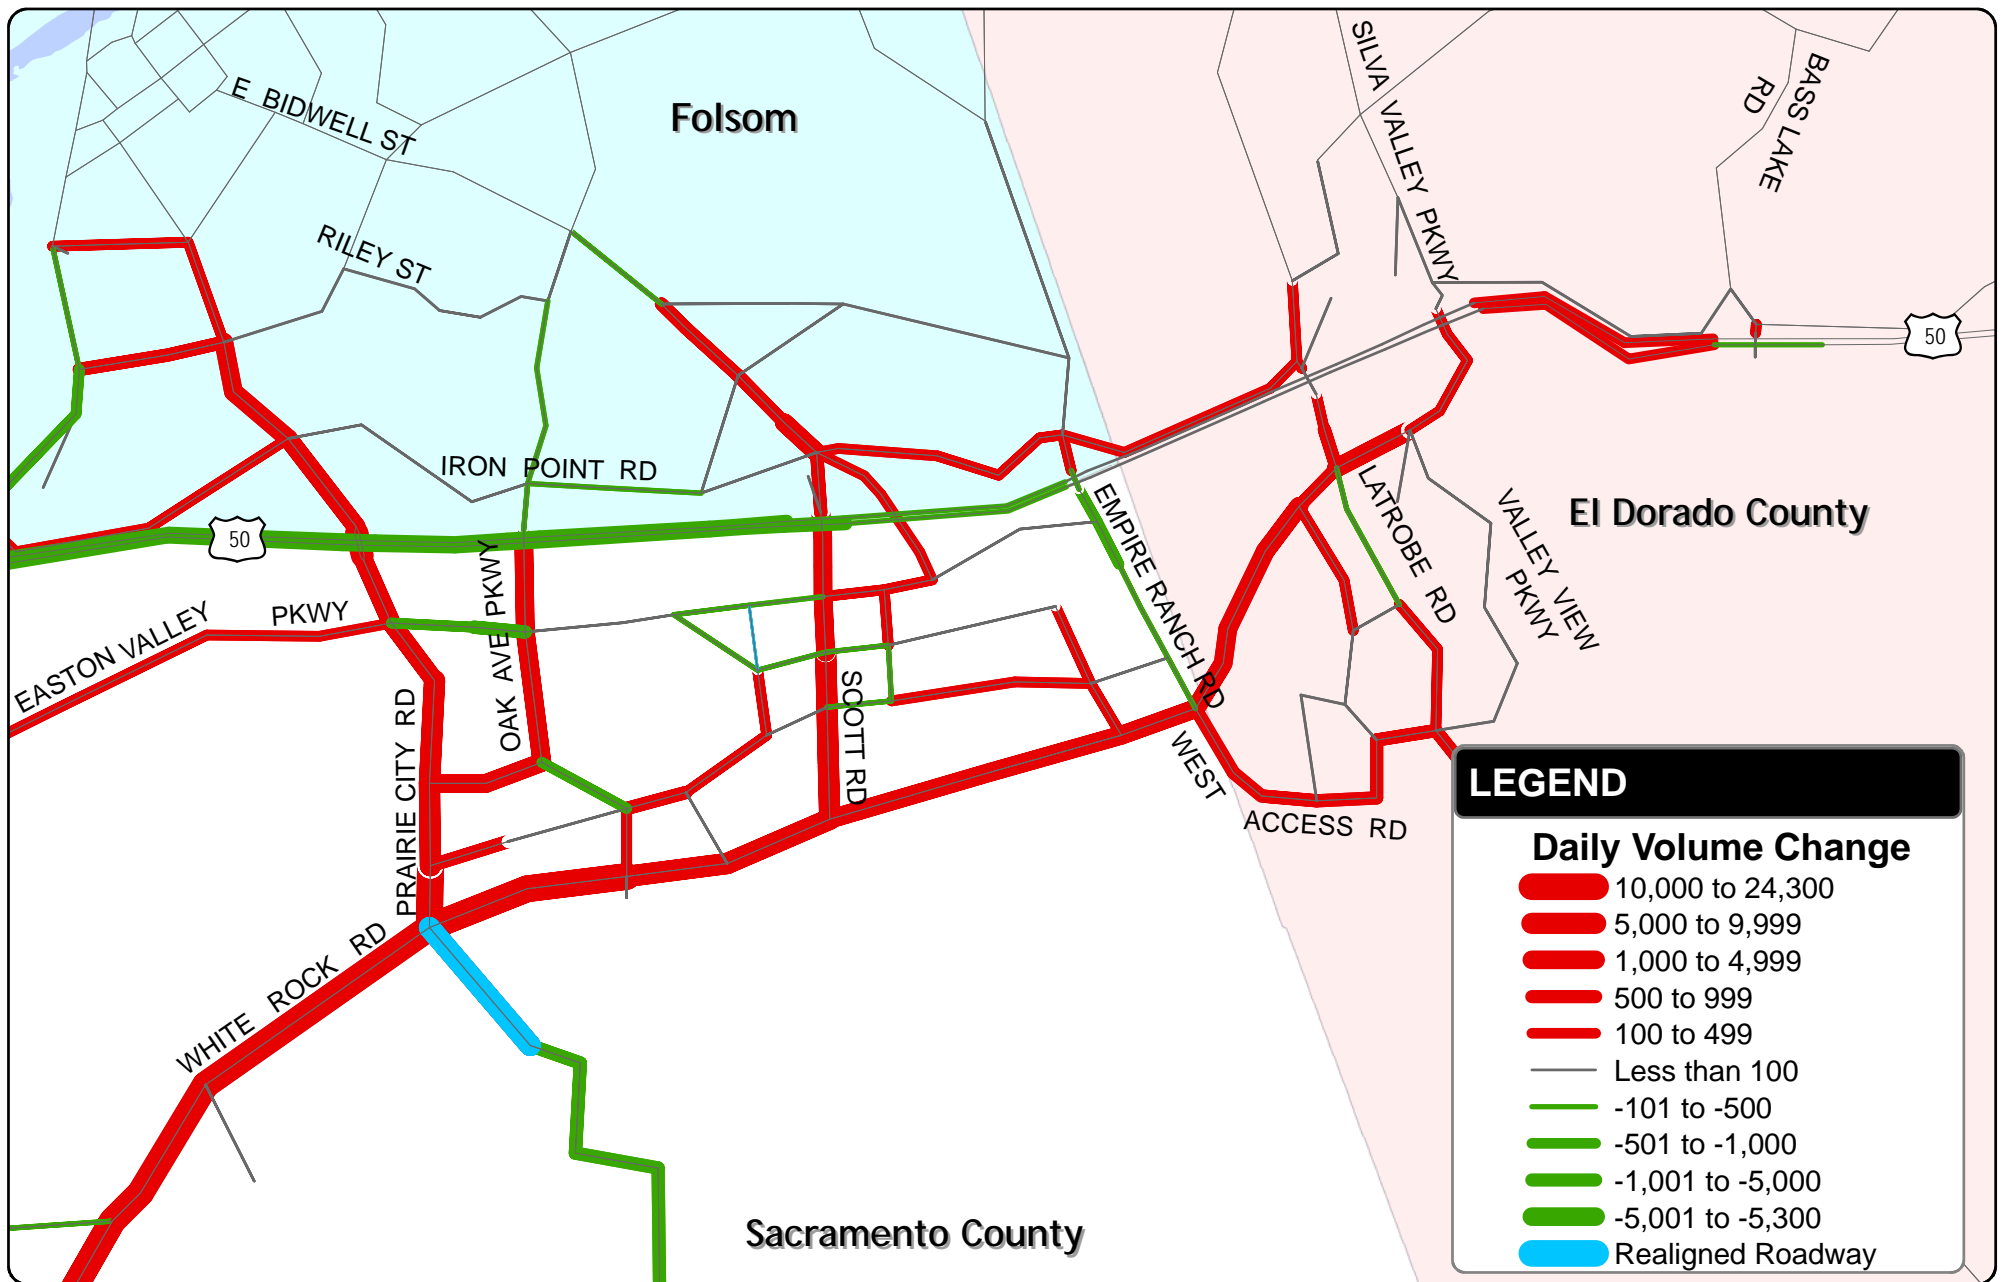 E BIDWELL ST
Folsom
SILVA VALLEY PKWY
BASS LAKE
RD
RILEY ST
50
IRON POINT RD
50
EMPIRE RANCH RD
LATROBE RD
VALLEY VIEW
PKWY
El Dorado County
EASTON VALLEY PKWY
OAK AVE PKWY
PRAIRIE CITY RD
SCOTT RD
WEST
ACCESS RD
WHITE ROCK RD
Sacramento County
LEGEND
Daily Volume Change
10,000 to 24,300
5,000 to 9,999
1,000 to 4,999
500 to 999
100 to 499
Less than 100
-101 to -500
-501 to -1,000
-1,001 to -5,000
-5,001 to -5,300
Realigned Roadway